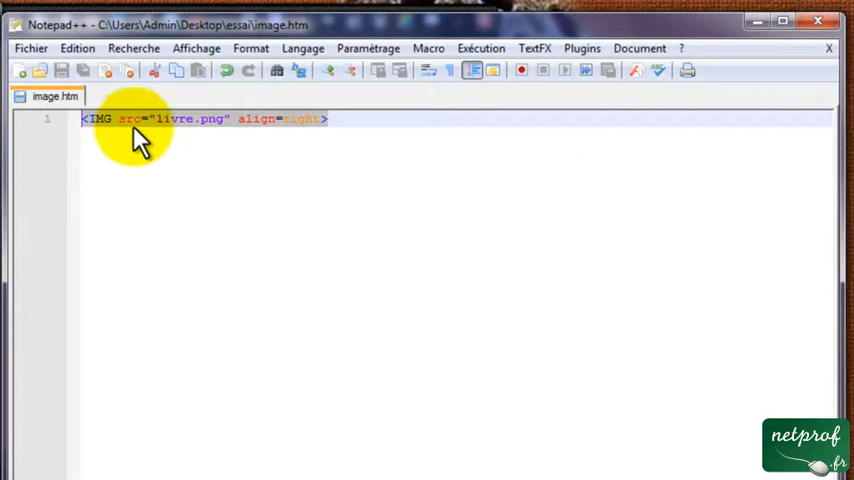 Notepad++ - C:\Users\Admin\Desktop\essai\image.htm
Fichier Edition Recherche Affichage Format Langage Paramètrage Macro Exécution TextFX Plugins Document ? X
image.htm
1 <IMG src="livre.png" align=right>
netprof
.fr